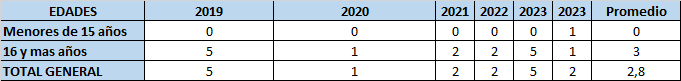 EDADES 2019 2020 2021 2022 2023 2023 Promedio
Menores de 15 años 0 0 0 0 0 1 0
16 y mas años 5 1 2 2 5 1 3
TOTAL GENERAL 5 1 2 2 5 2 2,8